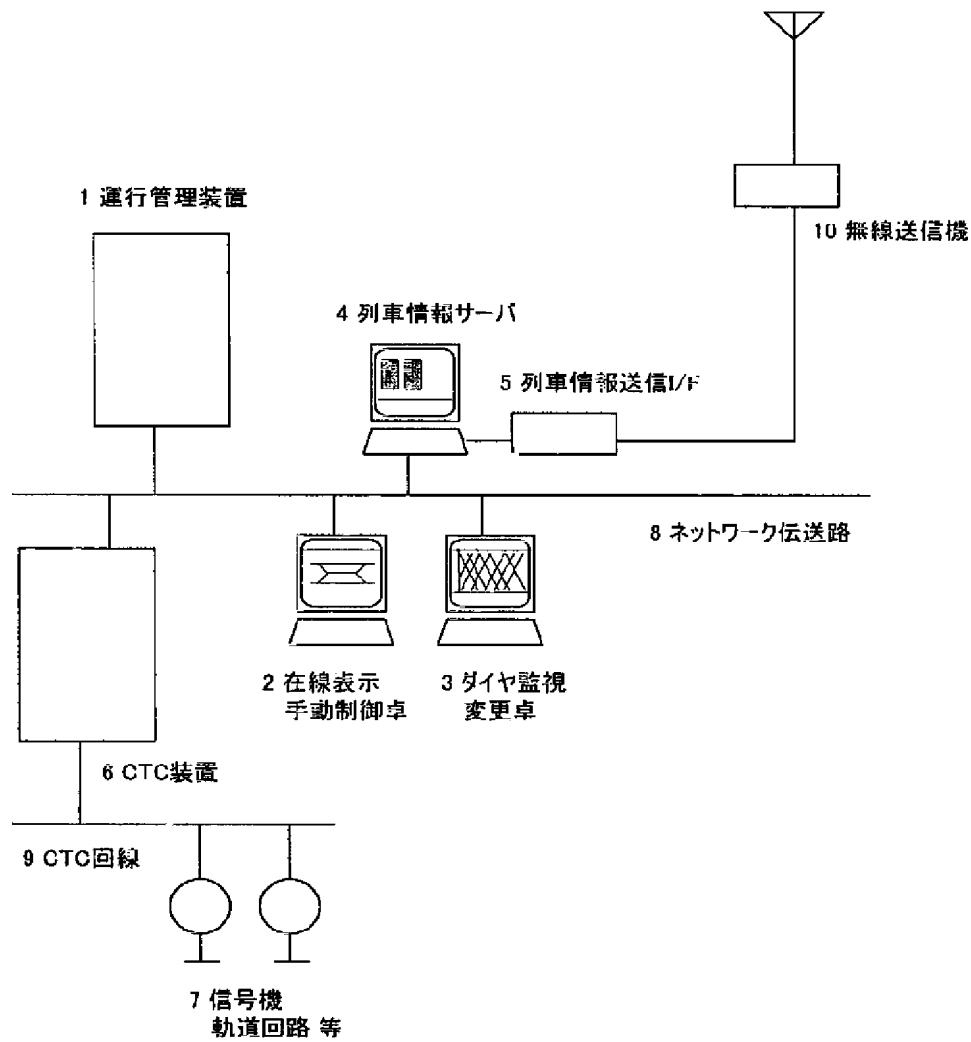 1 運行管理装置
10 無線送信機
4 列車情報サーバ
5 列車情報送信I/F
8 ネットワーク伝送路
2 在線表示
手動制御卓
3 ダイヤ監視
変更卓
6 CTC装置
9 CTC回線
7 信号機
軌道回路 等